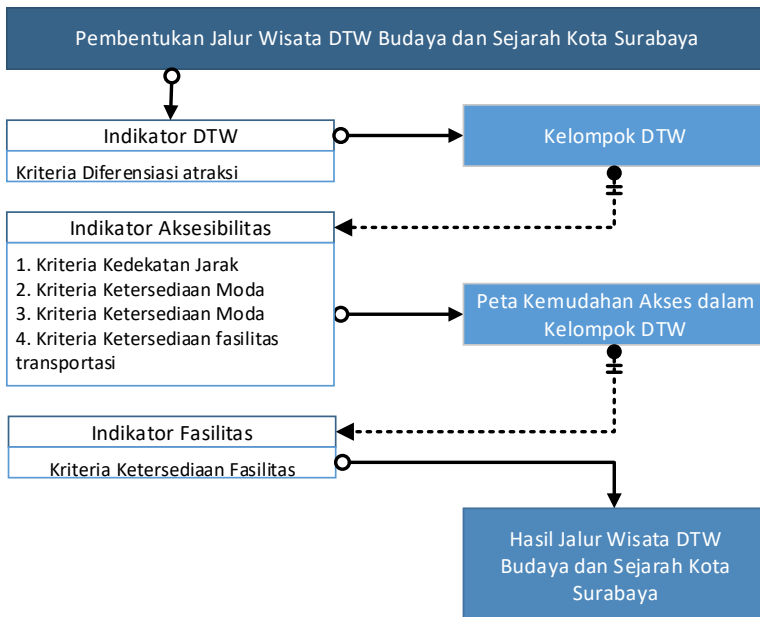 Pembentukan Jalur Wisata DTW Budaya dan Sejarah Kota Surabaya
Indikator DTW
Kriteria Diferensiasi atraksi
Kelompok DTW
Indikator Aksesibilitas
1. Kriteria Kedekatan Jarak
2. Kriteria Ketersediaan Moda
3. Kriteria Ketersediaan Moda
4. Kriteria Ketersediaan fasilitas
transportasi
Peta Kemudahan Akses dalam
Kelompok DTW
Indikator Fasilitas
Kriteria Ketersediaan Fasilitas
Hasil Jalur Wisata DTW
Budaya dan Sejarah Kota
Surabaya